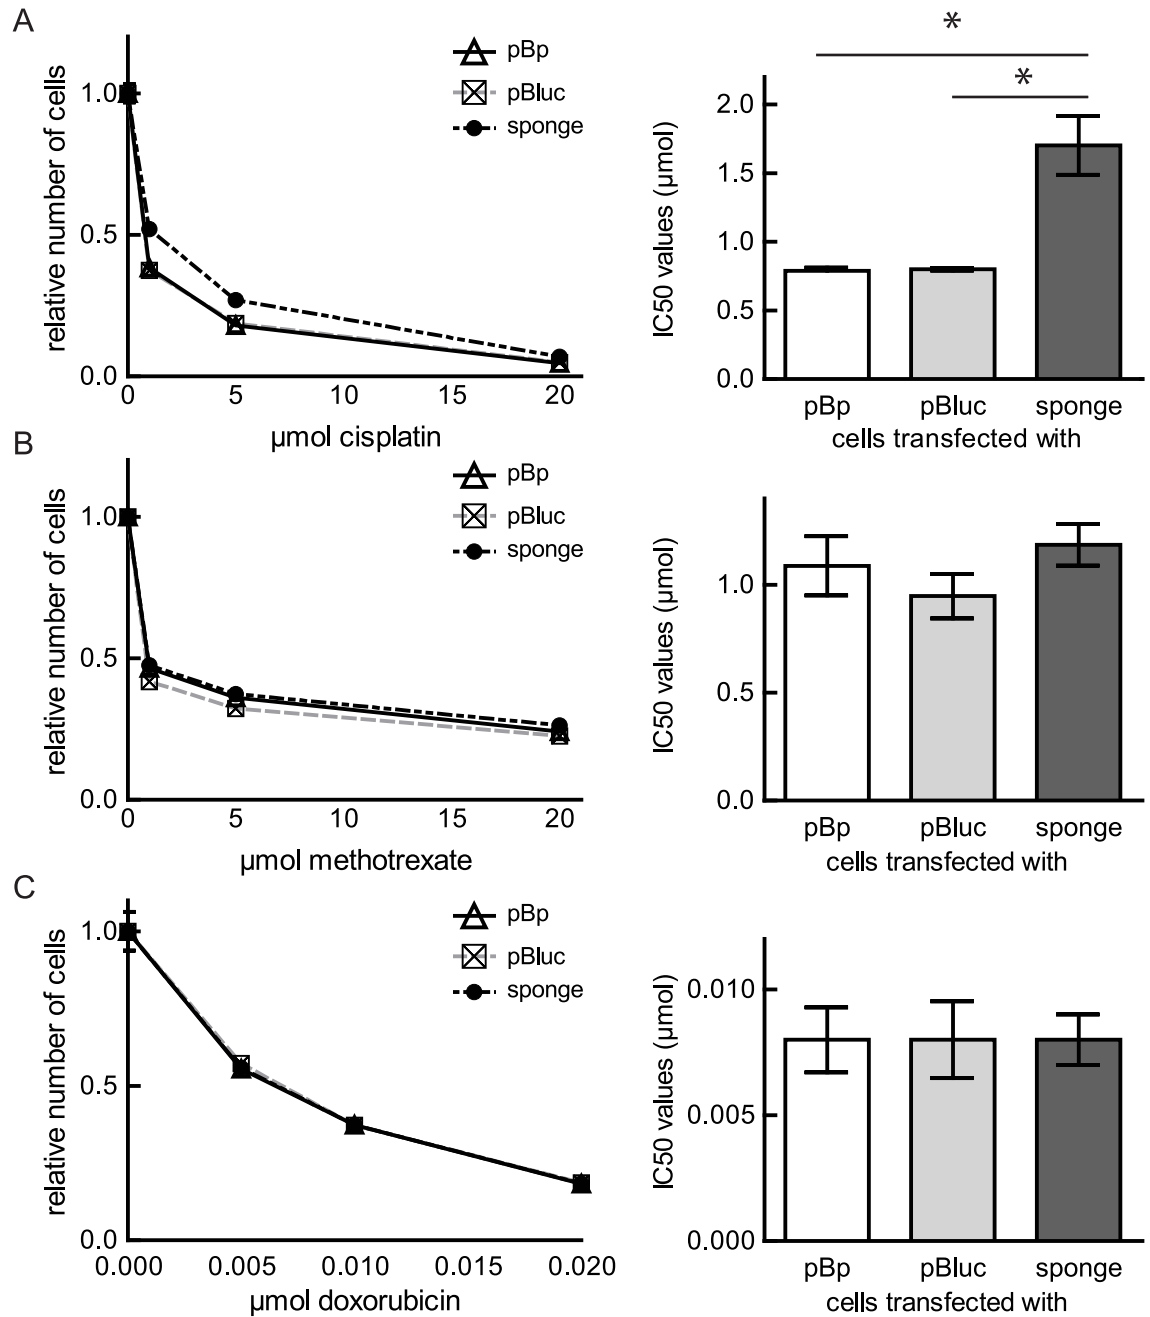 A
relative number of cells
1.0
0.5
0.0
0
5
10
15
20
µmol cisplatin
pBp
pBluc
sponge
*
*
IC50 values (µmol)
2.0
1.5
1.0
0.5
0.0
pBp
pBluc
sponge
cells transfected with
B
relative number of cells
1.0
0.5
0.0
0
5
10
15
20
µmol methotrexate
pBp
pBluc
sponge
IC50 values (µmol)
1.0
0.5
0.0
pBp
pBluc
sponge
cells transfected with
C
relative number of cells
1.0
0.5
0.0
0.000
0.005
0.010
0.015
0.020
µmol doxorubicin
pBp
pBluc
sponge
IC50 values (µmol)
0.010
0.005
0.000
pBp
pBluc
sponge
cells transfected with